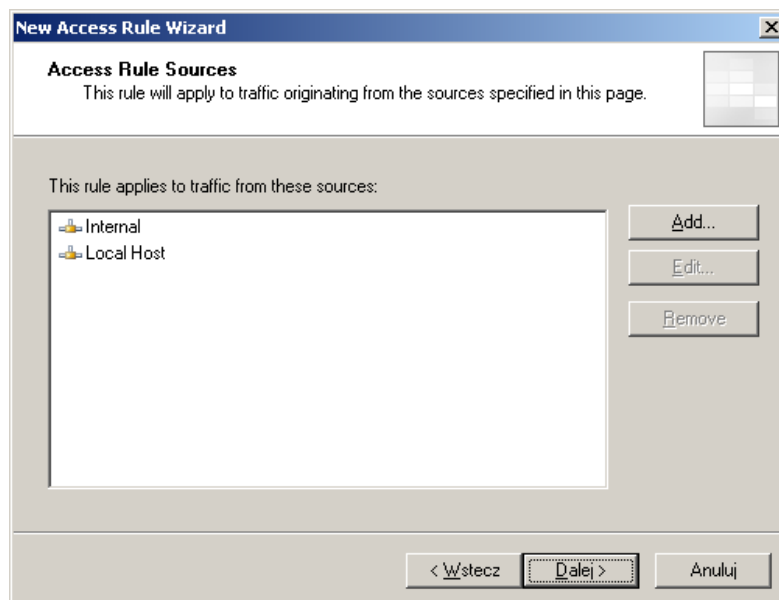 New Access Rule Wizard
Access Rule Sources
This rule will apply to traffic originating from the sources specified in this page.
This rule applies to traffic from these sources:
Internal
Local Host
Add...
Edit...
Remove
< Wstecz
Dalej >
Anuluj